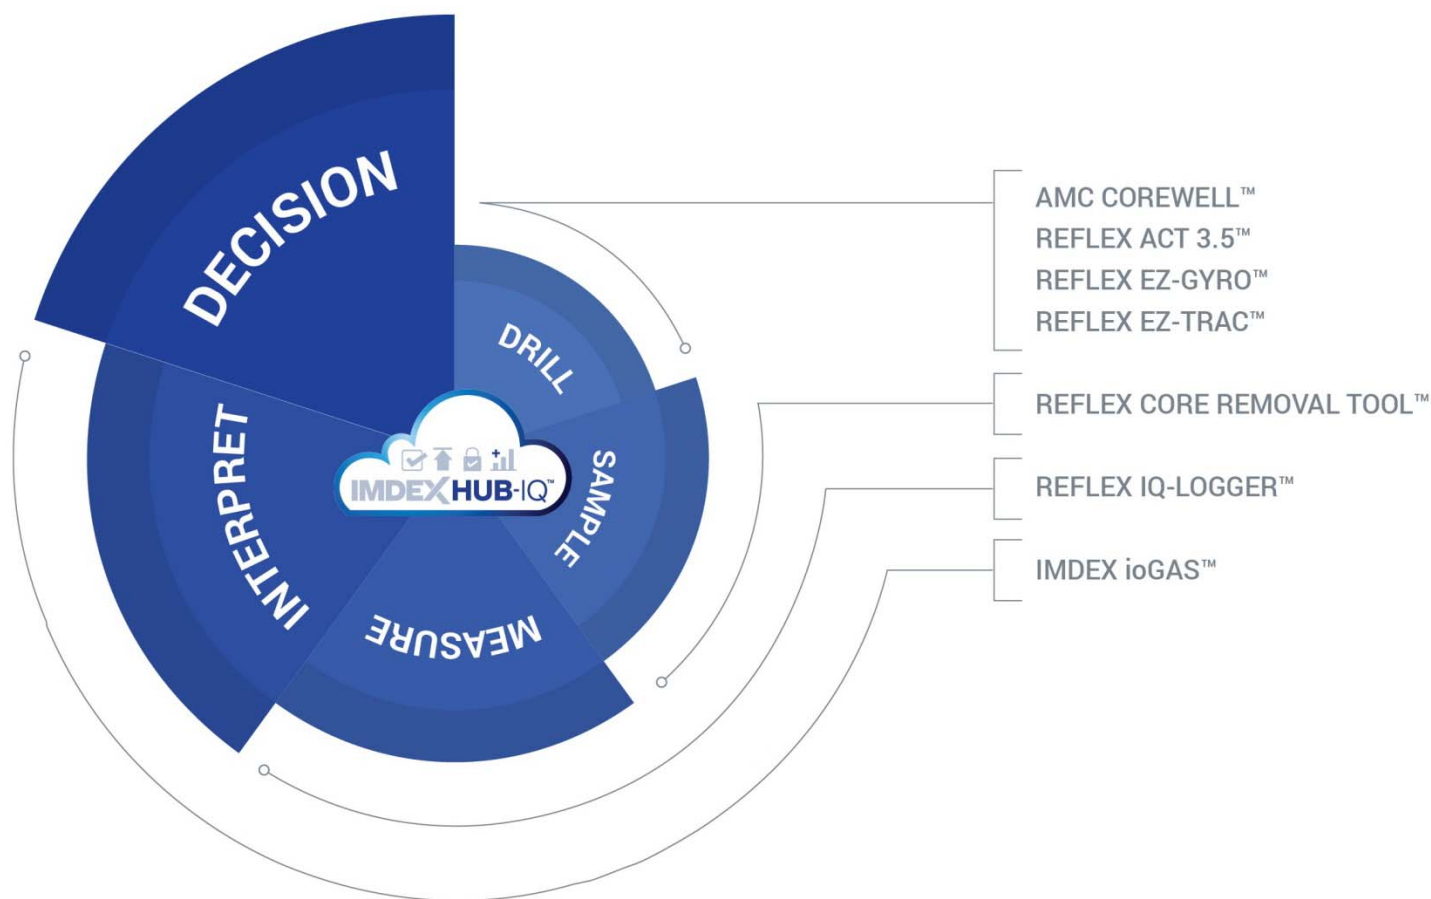 DECISION
DRILL
SAMPLE
MEASURE
INTERPRET
IMDEX HUB-IQ™
AMC COREWELL™
REFLEX ACT 3.5™
REFLEX EZ-GYRO™
REFLEX EZ-TRAC™
REFLEX CORE REMOVAL TOOL™
REFLEX IQ-LOGGER™
IMDEX ioGAS™